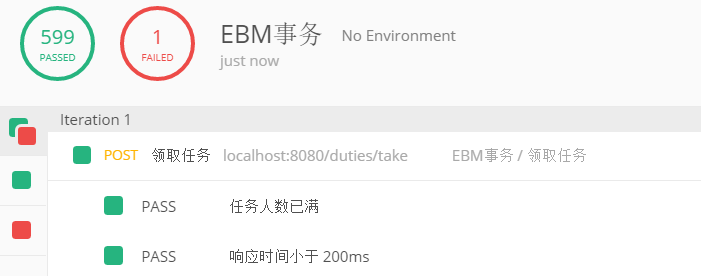 599 PASSED
1 FAILED
EBM事务 No Environment
just now
Iteration 1
POST 领取任务 localhost:8080/duties/take EBM事务 / 领取任务
PASS 任务人数已满
PASS 响应时间小于 200ms